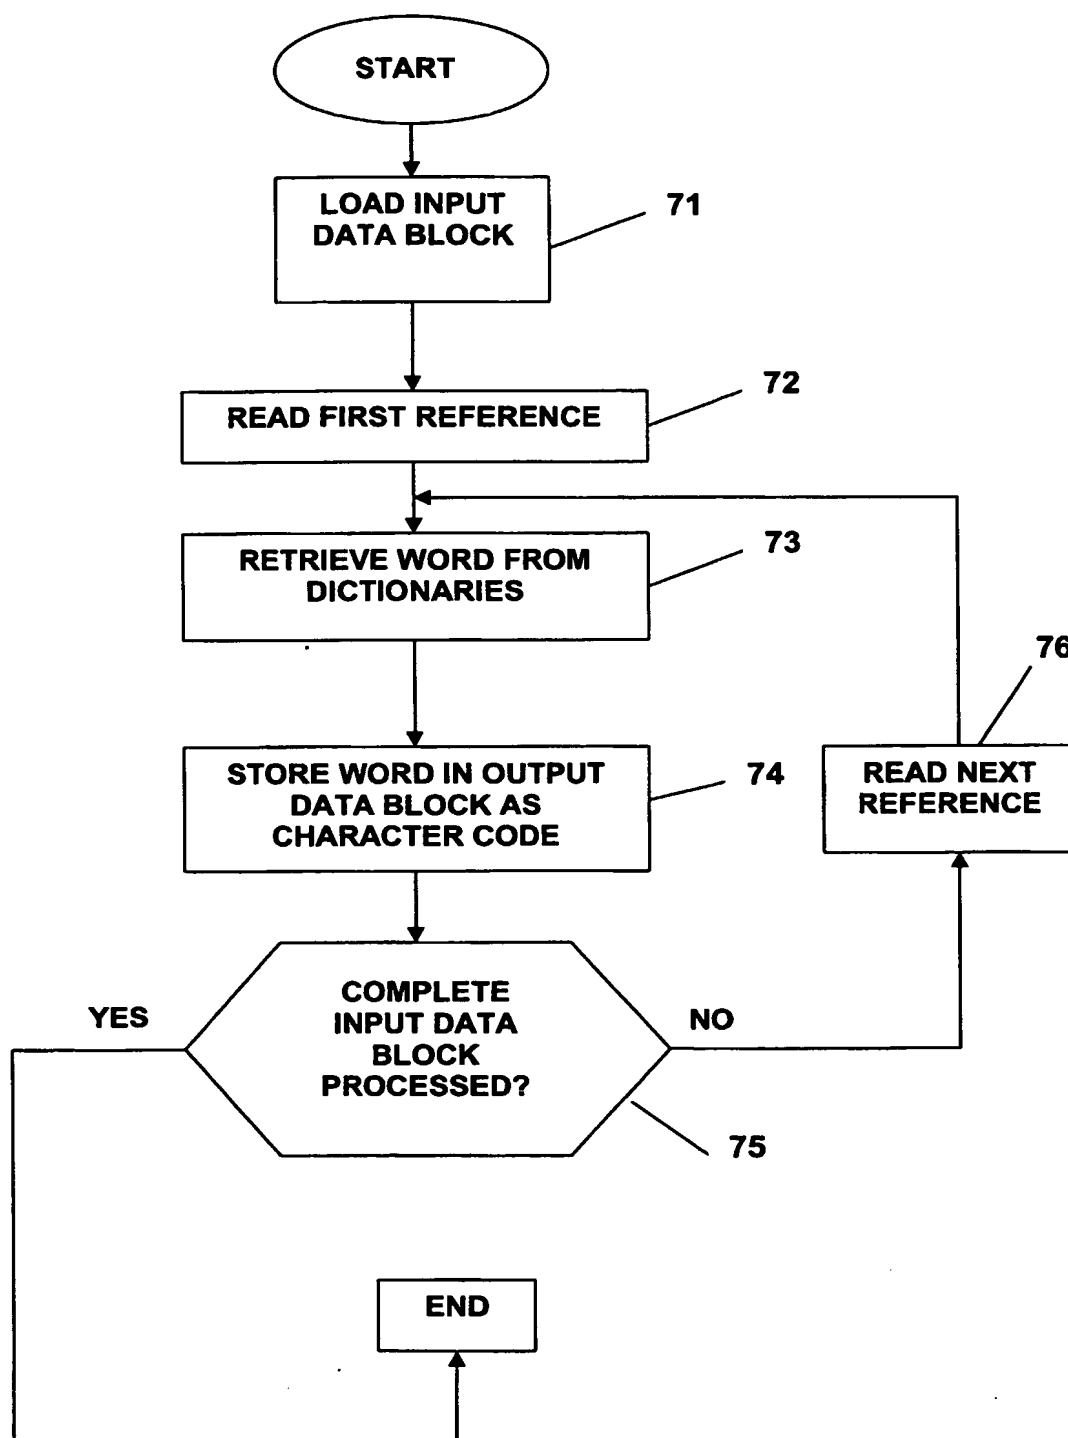 START
LOAD INPUT
DATA BLOCK
71
72
READ FIRST REFERENCE
73
RETRIEVE WORD FROM
DICTIONARIES
76
STORE WORD IN OUTPUT
DATA BLOCK AS
CHARACTER CODE
74
READ NEXT
REFERENCE
YES
COMPLETE
INPUT DATA
BLOCK
PROCESSED?
NO
75
END